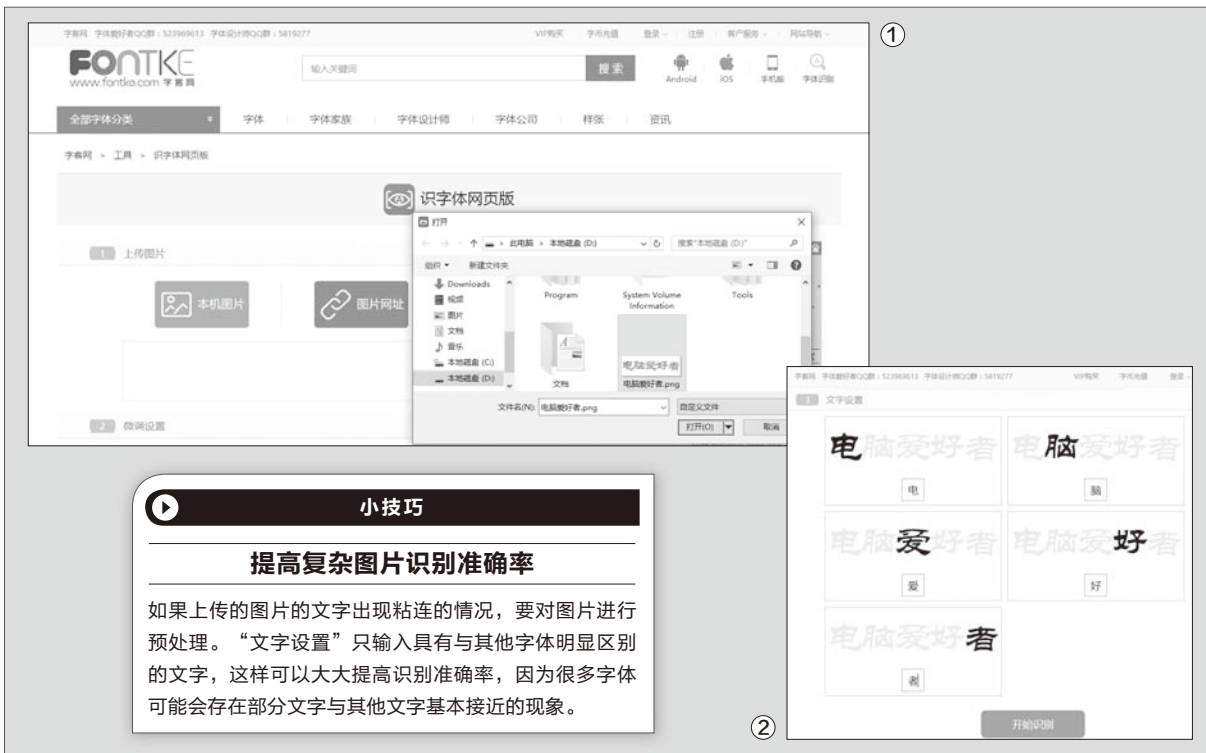 字客网 字体爱好者QQ群：523969613 字体设计师QQ群：5819277 VIP购买 字币充值 登录 注册 客户服务 网站导航
①
FONTKE
www.fontke.com 字客网
输入关键词 搜索 Android iOS 手机版 字体识别
全部字体分类 字体 字体家族 字体设计师 字体公司 样张 资讯
字客网 > 工具 > 识字体网页版
识字体网页版
1 上传图片
本机图片 图片网址
2 微调设置
打开
此电脑 > 本地磁盘 (D:) 搜索"本地磁盘 (D:)"
组织 新建文件夹
Downloads
视频
图片
文档
音乐
本地磁盘 (C:)
本地磁盘 (D:)
Program System Volume Information Tools
文档
电脑爱好者
电脑爱好者.png
文件名(N): 电脑爱好者.png 自定义文件
打开(O) 取消
字客网 字体爱好者QQ群：523969613 字体设计师QQ群：5819277 VIP购买 字币充值 登录
3 文字设置
电脑爱好者 电脑爱好者
电 脑
电脑爱好者 电脑爱好者
爱 好
电脑爱好者
者
开始识别
②
小技巧
提高复杂图片识别准确率
如果上传的图片的文字出现粘连的情况，要对图片进行
预处理。“文字设置”只输入具有与其他字体明显区别
的文字，这样可以大大提高识别准确率，因为很多字体
可能会存在部分文字与其他文字基本接近的现象。